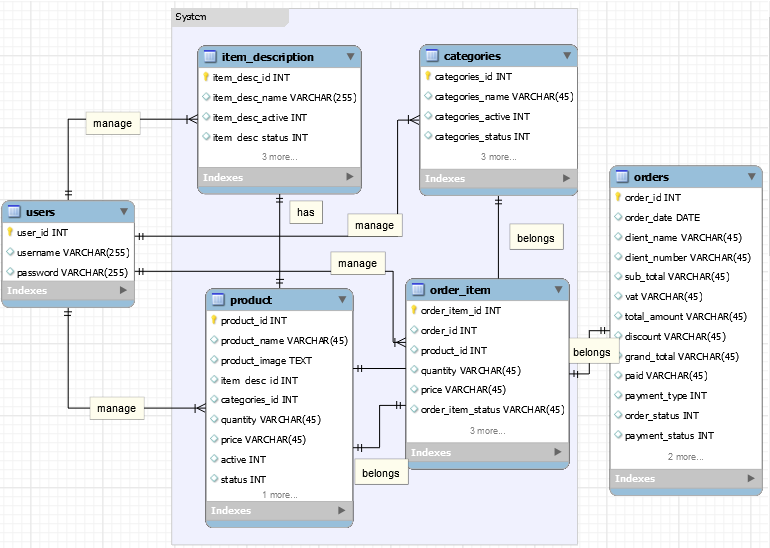 System
item_description
item_desc_id INT
item_desc_name VARCHAR(255)
item_desc_active INT
item_desc_status INT
3 more...
Indexes
categories
categories_id INT
categories_name VARCHAR(45)
categories_active INT
categories_status INT
3 more...
Indexes
manage
users
user_id INT
username VARCHAR(255)
password VARCHAR(255)
Indexes
has
manage
belongs
manage
orders
order_id INT
order_date DATE
client_name VARCHAR(45)
client_number VARCHAR(45)
sub_total VARCHAR(45)
vat VARCHAR(45)
total_amount VARCHAR(45)
discount VARCHAR(45)
grand_total VARCHAR(45)
paid VARCHAR(45)
payment_type INT
order_status INT
payment_status INT
2 more...
Indexes
product
product_id INT
product_name VARCHAR(45)
product_image TEXT
item_desc_id INT
categories_id INT
quantity VARCHAR(45)
price VARCHAR(45)
active INT
status INT
1 more...
Indexes
order_item
order_item_id INT
order_id INT
product_id INT
quantity VARCHAR(45)
price VARCHAR(45)
order_item_status VARCHAR(45)
3 more...
Indexes
belongs
manage
belongs